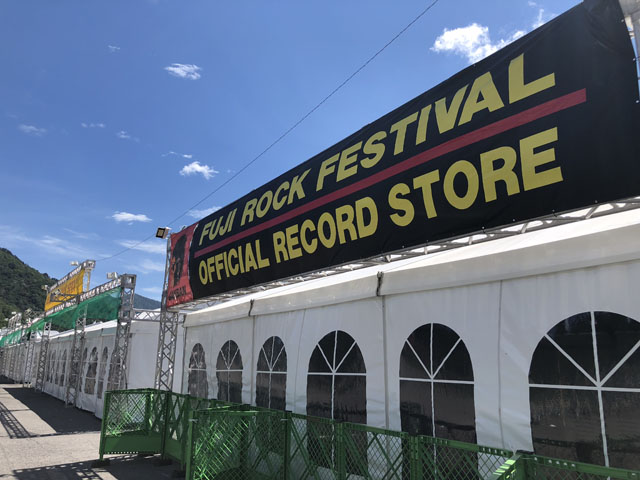 FUJI ROCK FESTIVAL
OFFICIAL RECORD STORE